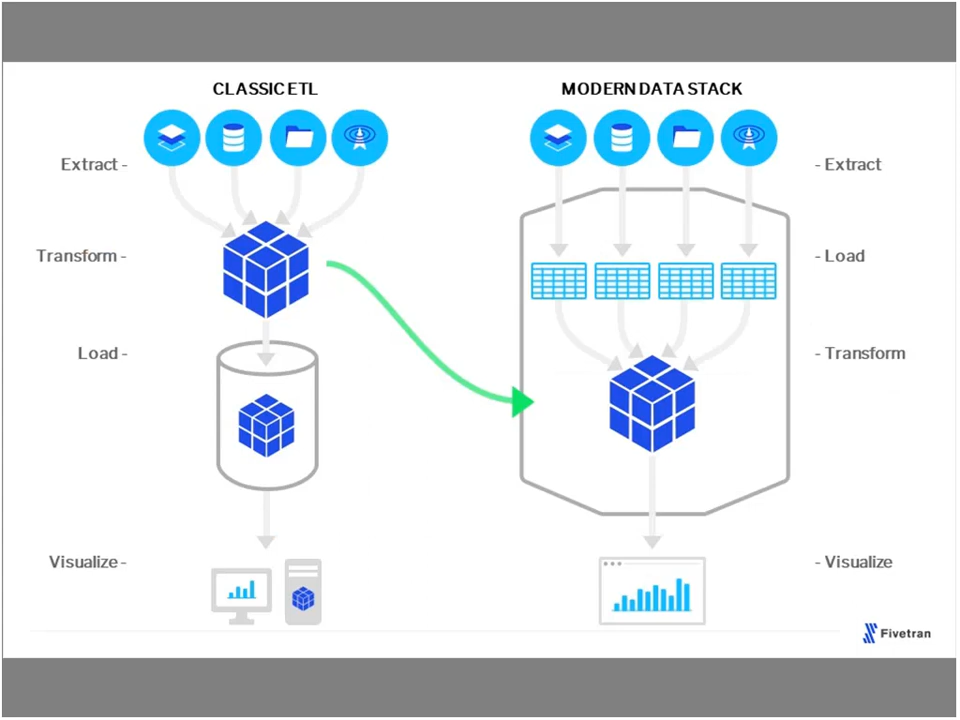 CLASSIC ETL
MODERN DATA STACK
Extract -
- Extract
Transform -
- Load
Load -
- Transform
Visualize -
- Visualize
Fivetran